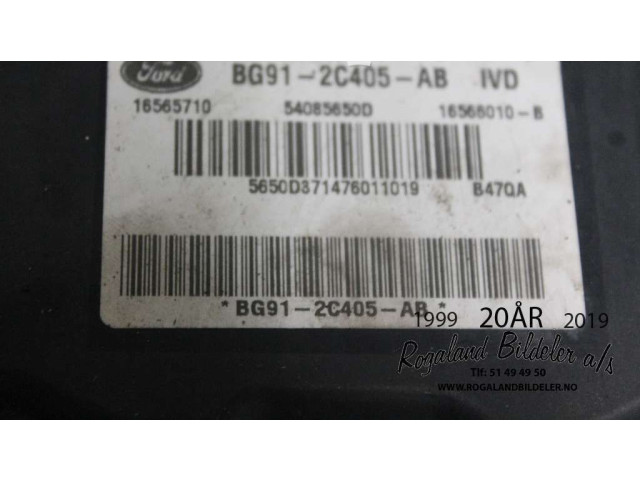 Ford BG91-2C405-AB IVD
16565710 54085650D 16566010-B
5650D371476011019 B47QA
*BG91-2C405-AB*
1999 20ÅR 2019
Rogaland Bildeler a/s
Tlf: 51 49 49 50
WWW.ROGALANDBILDELER.NO